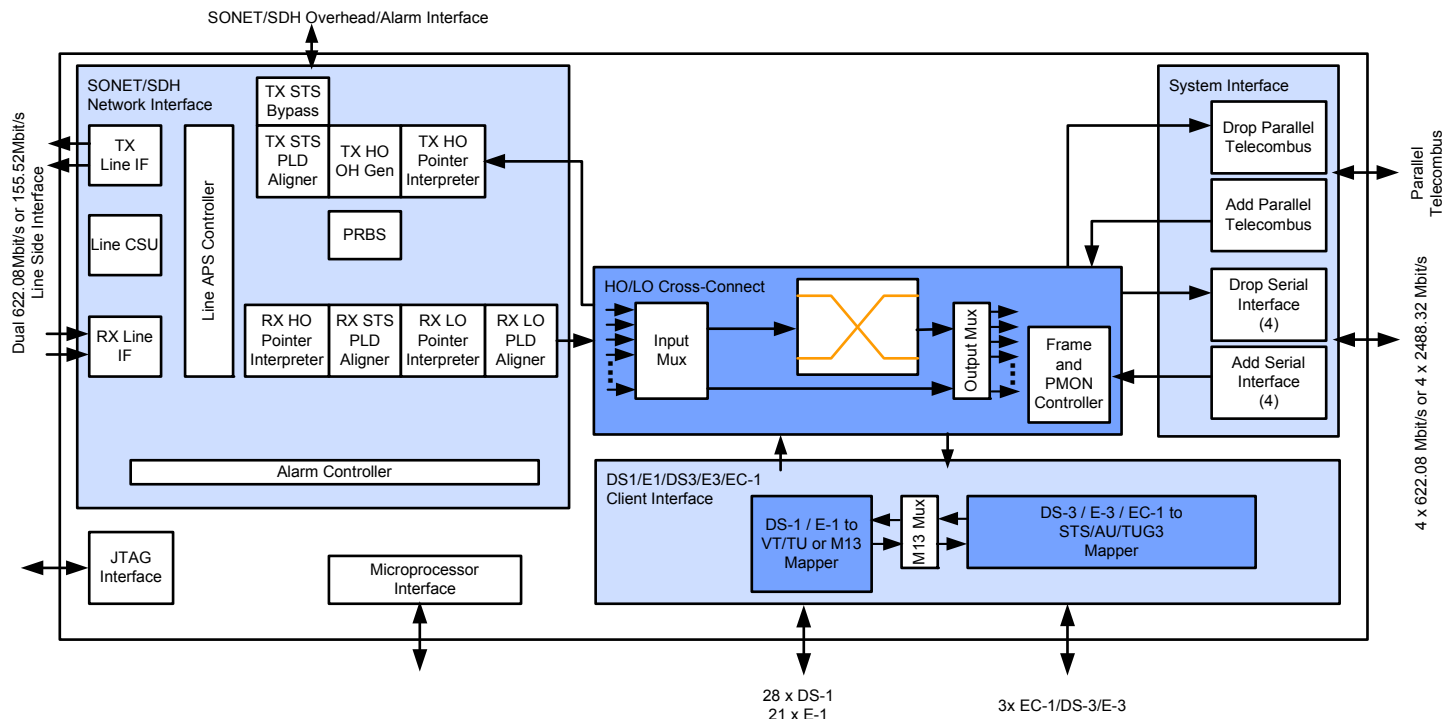 SONET/SDH Overhead/Alarm Interface
SONET/SDH
Network Interface
TX STS
Bypass
TX
Line IF
TX STS
PLD
Aligner
TX HO
OH Gen
TX HO
Pointer
Interpreter
Line APS Controller
Line CSU
PRBS
RX Line
IF
RX HO
Pointer
Interpreter
RX STS
PLD
Aligner
RX LO
Pointer
Interpreter
RX LO
PLD
Aligner
Alarm Controller
Dual 622.08Mbit/s or 155.52Mbit/s
Line Side Interface
HO/LO Cross-Connect
Input
Mux
Output Mux
Frame
and
PMON
Controller
System Interface
Drop Parallel
Telecombus
Add Parallel
Telecombus
Drop Serial
Interface
(4)
Add Serial
Interface
(4)
Parallel
Telecombus
4 x 622.08 Mbit/s or 4 x 2488.32 Mbit/s
DS1/E1/DS3/E3/EC-1
Client Interface
DS-1 / E-1 to
VT/TU or M13
Mapper
M13 Mux
DS-3 / E-3 / EC-1 to
STS/AU/TUG3
Mapper
JTAG
Interface
Microprocessor
Interface
28 x DS-1
21 x E-1
3x EC-1/DS-3/E-3